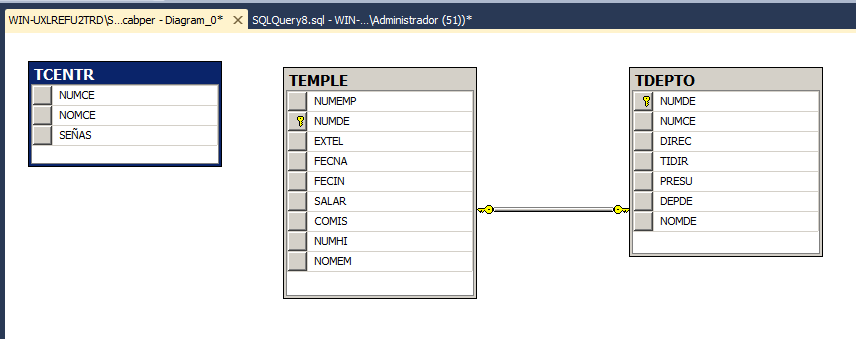 WIN-UXLREFU2TRD\S...cabper - Diagram_0* SQLQuery8.sql - WIN-...\Administrador (51))*
TCENTR
NUMCE
NOMCE
SEÑAS
TEMPLE
NUMEMP
NUMDE
EXTEL
FECNA
FECIN
SALAR
COMIS
NUMHI
NOMEM
TDEPTO
NUMDE
NUMCE
DIREC
TIDIR
PRESU
DEPDE
NOMDE